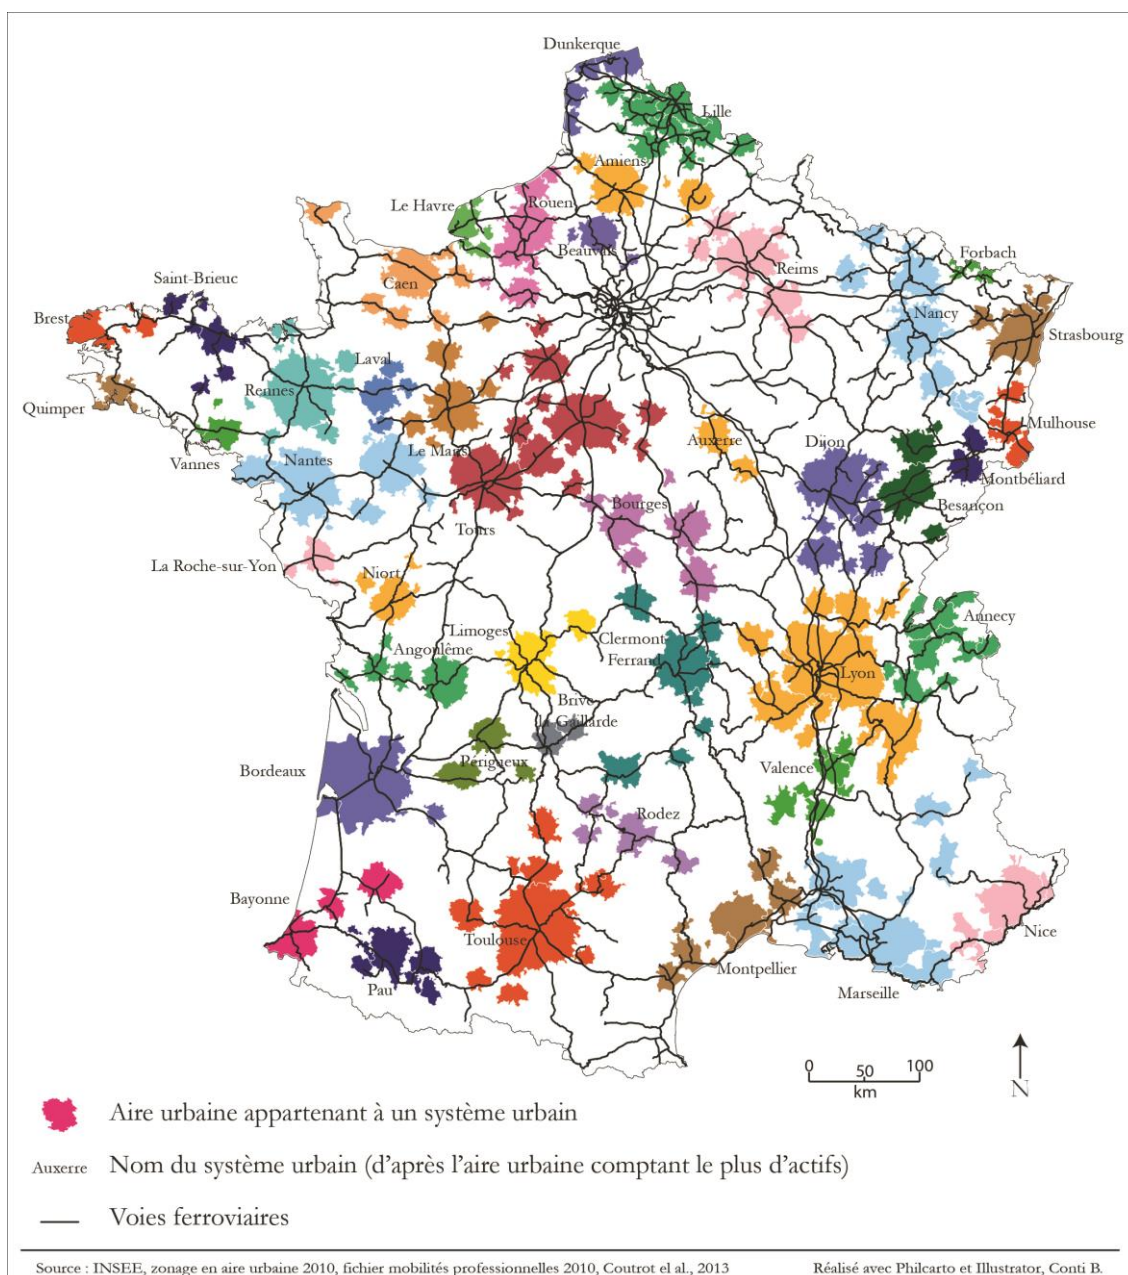 Dunkerque
Lille
Amiens
Le Havre
Rouen
Beauvais
Reims
Forbach
Caen
Saint-Brieuc
Nancy
Brest
Strasbourg
Laval
Rennes
Quimper
Mulhouse
Auxerre
Dijon
Le Mans
Vannes
Nantes
Montbéliard
Bourges
Besançon
Tours
La Roche-sur-Yon
Niort
Annecy
Limoges
Clermont
Ferrand
Angoulême
Lyon
Brive
la-Gaillarde
Périgueux
Bordeaux
Valence
Rodez
Bayonne
Toulouse
Nice
Montpellier
Pau
Marseille
0 50 100
km
N
Aire urbaine appartenant à un système urbain
Auxerre Nom du système urbain (d'après l'aire urbaine comptant le plus d'actifs)
Voies ferroviaires
Source : INSEE, zonage en aire urbaine 2010, fichier mobilités professionnelles 2010, Coutrot el al., 2013 Réalisé avec Philcarto et Illustrator, Conti B.